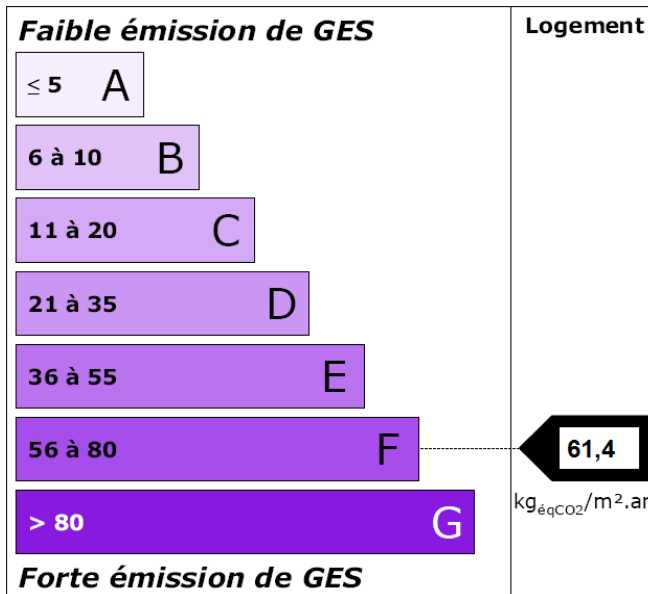 Faible émission de GES
Logement
≤ 5 A
6 à 10 B
11 à 20 C
21 à 35 D
36 à 55 E
56 à 80 F
61,4
kgéqCO2/m².an
> 80 G
Forte émission de GES